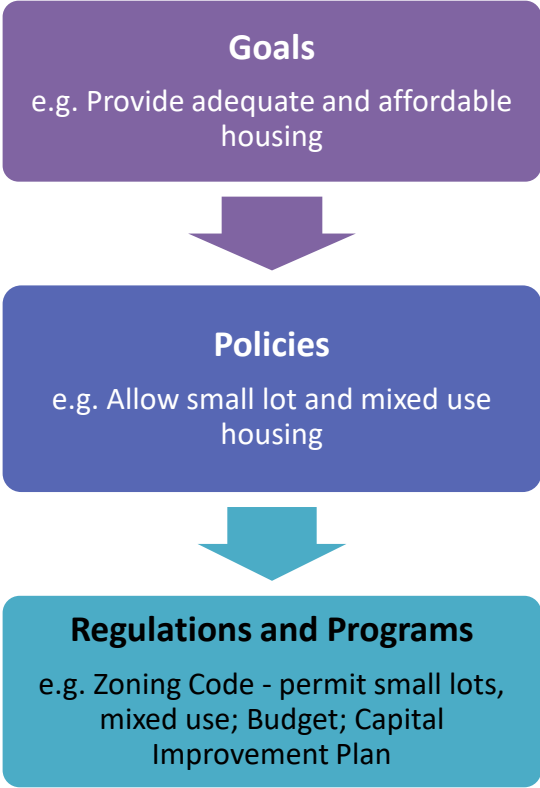 Goals
e.g. Provide adequate and affordable
housing
Policies
e.g. Allow small lot and mixed use
housing
Regulations and Programs
e.g. Zoning Code - permit small lots,
mixed use; Budget; Capital
Improvement Plan